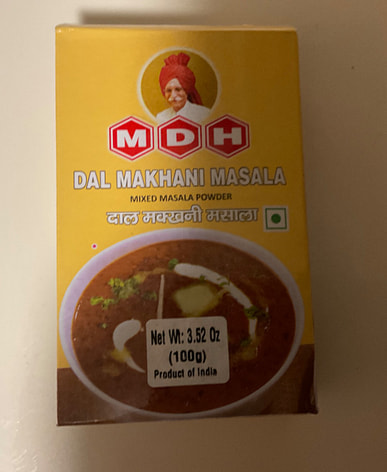 MDH
DAL MAKHANI MASALA
MIXED MASALA POWDER
दाल मक्खनी मसाला
Net Wt: 3.52 Oz
(100g)
Product of India